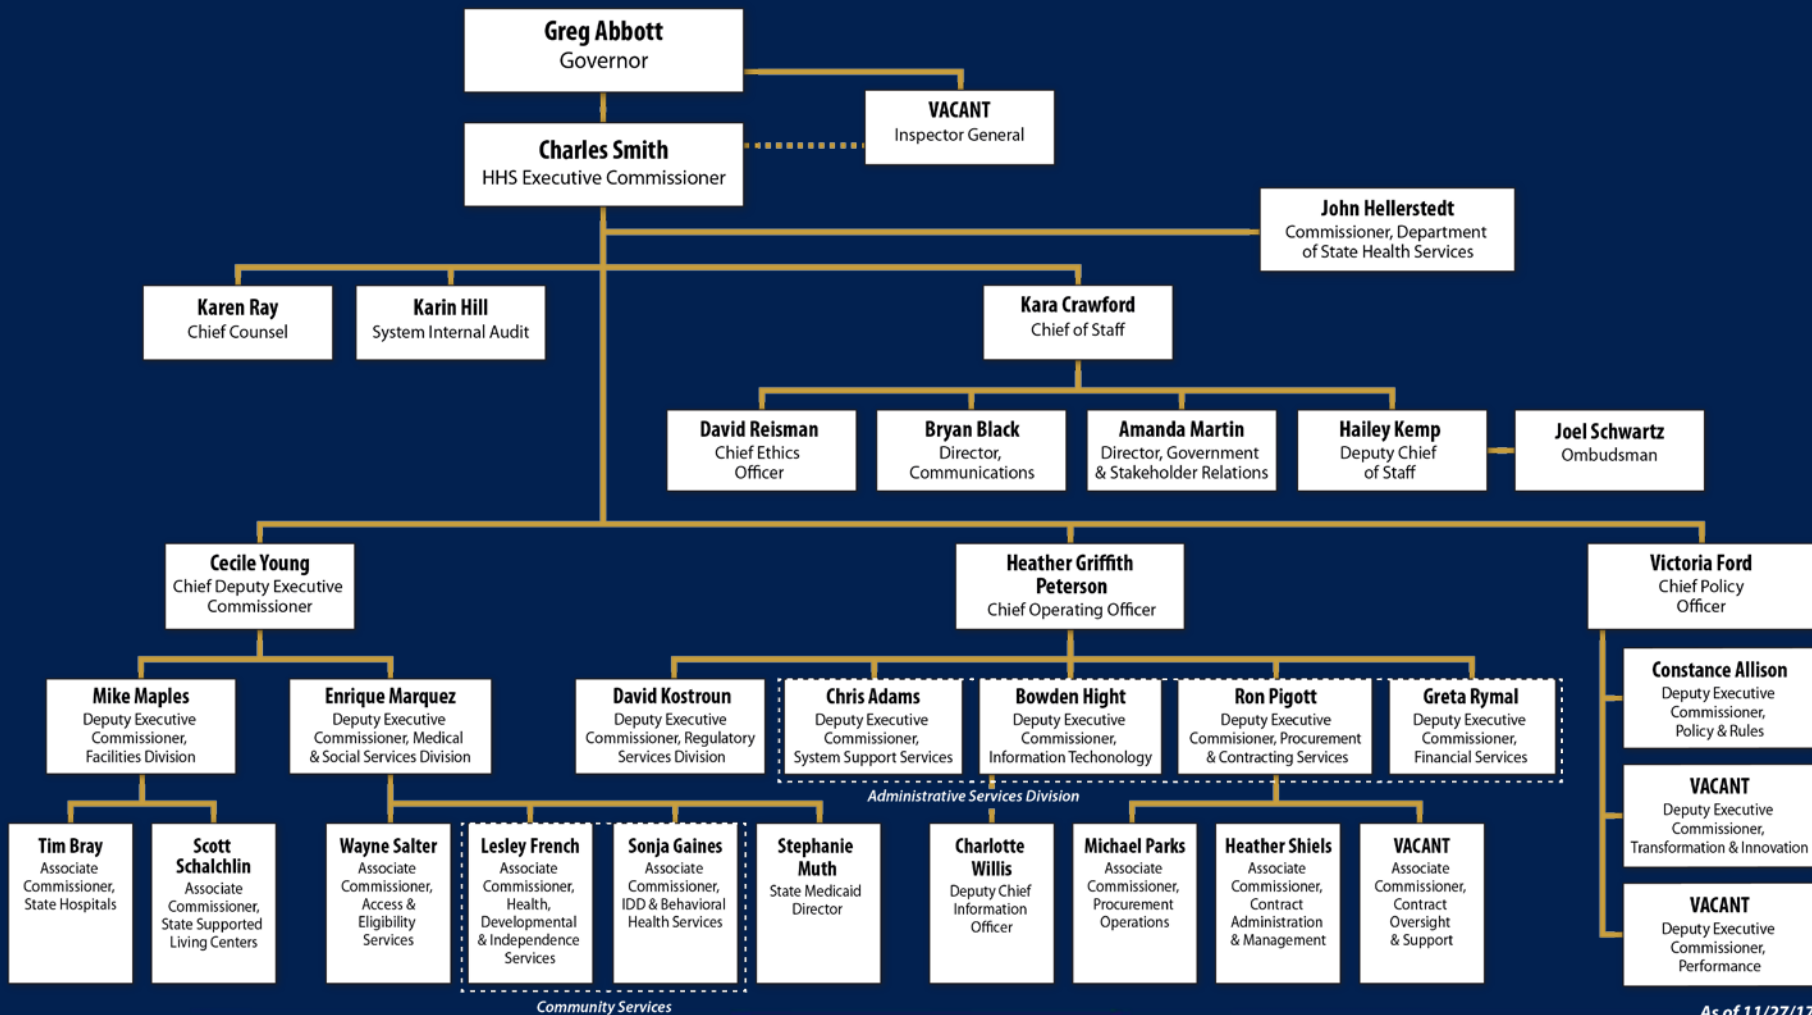 Greg Abbott
Governor
VACANT
Inspector General
Charles Smith
HHS Executive Commissioner
John Hellerstedt
Commissioner, Department
of State Health Services
Karen Ray
Chief Counsel
Karin Hill
System Internal Audit
Kara Crawford
Chief of Staff
David Reisman
Chief Ethics
Officer
Bryan Black
Director,
Communications
Amanda Martin
Director, Government
& Stakeholder Relations
Hailey Kemp
Deputy Chief
of Staff
Joel Schwartz
Ombudsman
Cecile Young
Chief Deputy Executive
Commissioner
Heather Griffith
Peterson
Chief Operating Officer
Victoria Ford
Chief Policy
Officer
Mike Maples
Deputy Executive
Commissioner,
Facilities Division
Enrique Marquez
Deputy Executive
Commissioner, Medical
& Social Services Division
David Kostroun
Deputy Executive
Commissioner, Regulatory
Services Division
Chris Adams
Deputy Executive
Commissioner,
System Support Services
Bowden Hight
Deputy Executive
Commissioner,
Information Techonology
Ron Pigott
Deputy Executive
Commisioner, Procurement
& Contracting Services
Greta Rymal
Deputy Executive
Commissioner,
Financial Services
Administrative Services Division
Constance Allison
Deputy Executive
Commissioner,
Policy & Rules
VACANT
Deputy Executive
Commissioner,
Transformation & Innovation
VACANT
Deputy Executive
Commissioner,
Performance
Tim Bray
Associate
Commissioner,
State Hospitals
Scott
Schalchlin
Associate
Commissioner,
State Supported
Living Centers
Wayne Salter
Associate
Commissioner,
Access &
Eligibility
Services
Lesley French
Associate
Commissioner,
Health,
Developmental
& Independence
Services
Sonja Gaines
Associate
Commissioner,
IDD & Behavioral
Health Services
Stephanie
Muth
State Medicaid
Director
Charlotte
Willis
Deputy Chief
Information
Officer
Michael Parks
Associate
Commissioner,
Procurement
Operations
Heather Shiels
Associate
Commissioner,
Contract
Administration
& Management
VACANT
Associate
Commissioner,
Contract
Oversight
& Support
Community Services
As of 11/27/17